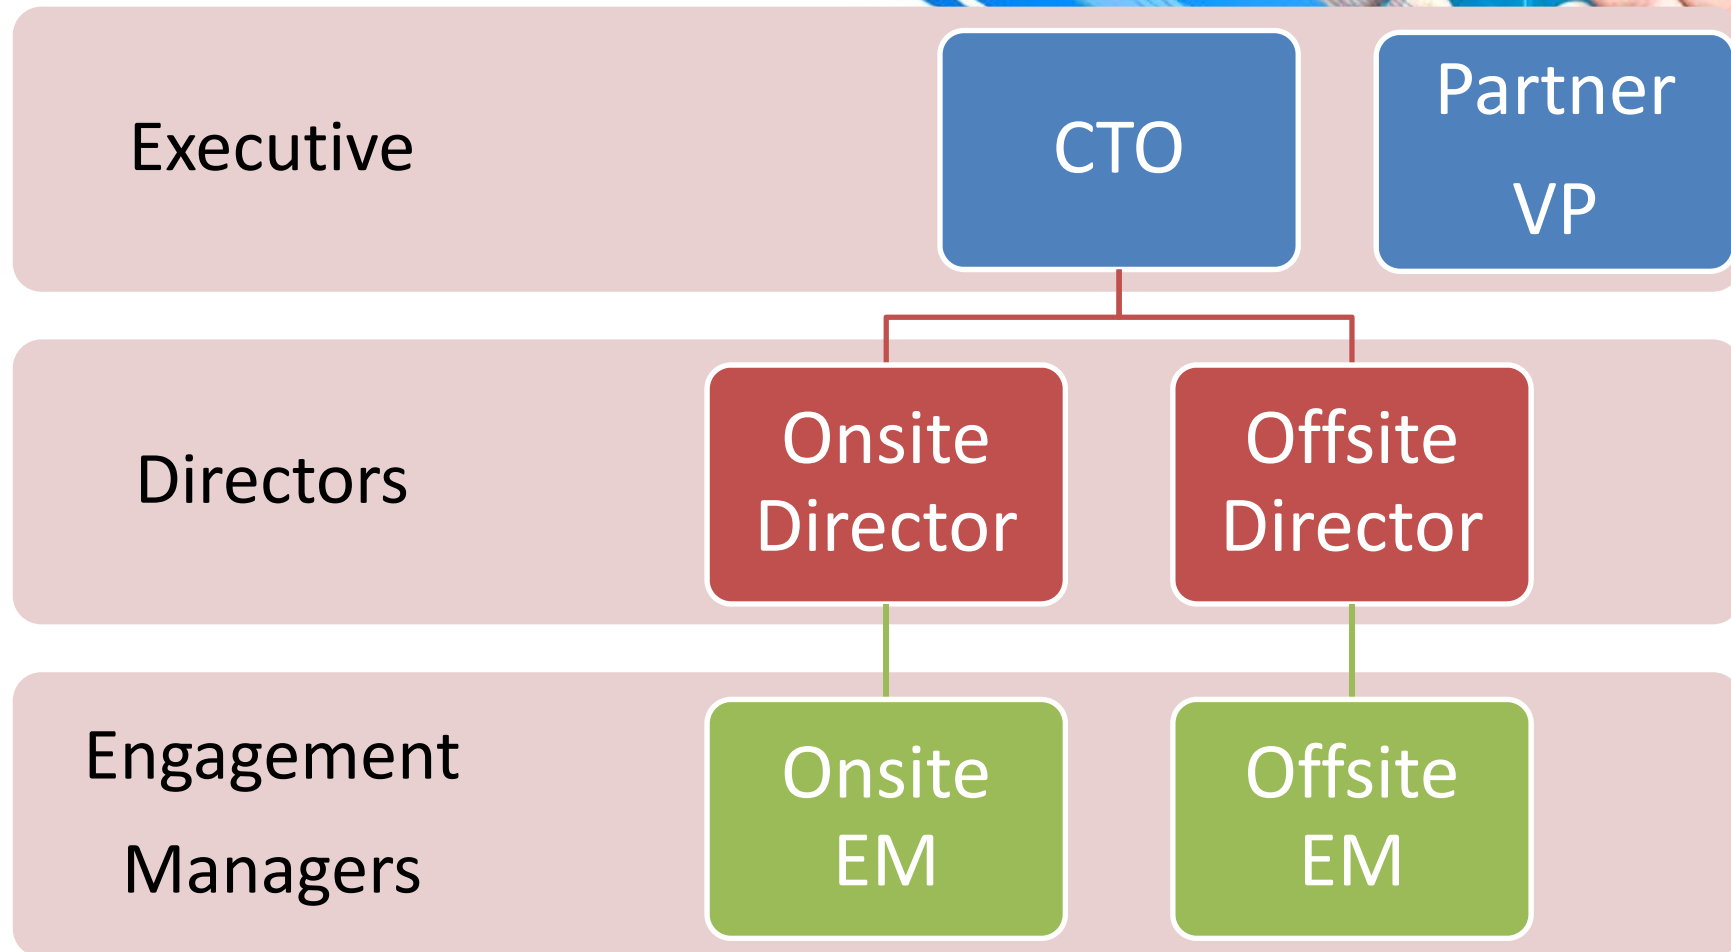 Executive
CTO
Partner
VP
Directors
Onsite
Director
Offsite
Director
Engagement
Managers
Onsite
EM
Offsite
EM